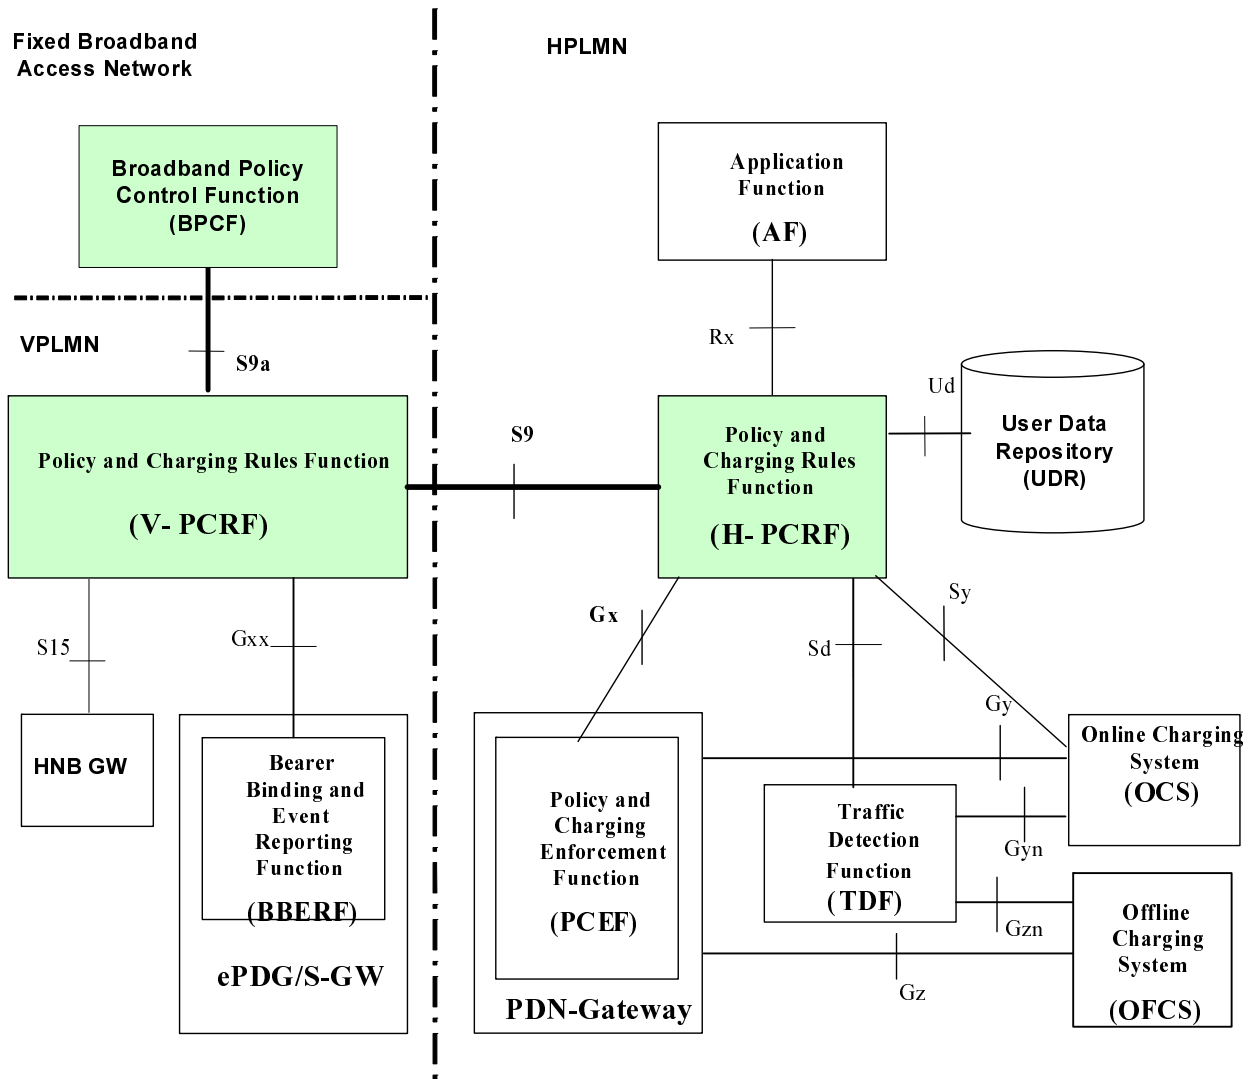 Fixed Broadband
Access Network
HPLMN
Broadband Policy
Control Function
(BPCF)
Application
Function
(AF)
VPLMN
S9a
Rx
Ud
User Data
Repository
(UDR)
Policy and Charging Rules Function
(V- PCRF)
S9
Policy and
Charging Rules
Function
(H- PCRF)
S15
Gxx
Gx
Sd
Sy
Gy
HNB GW
Bearer
Binding and
Event
Reporting
Function
(BBERF)
ePDG/S-GW
Policy and
Charging
Enforcement
Function
(PCEF)
PDN-Gateway
Traffic
Detection
Function
(TDF)
Online Charging
System
(OCS)
Gyn
Gzn
Gz
Offline
Charging
System
(OFCS)